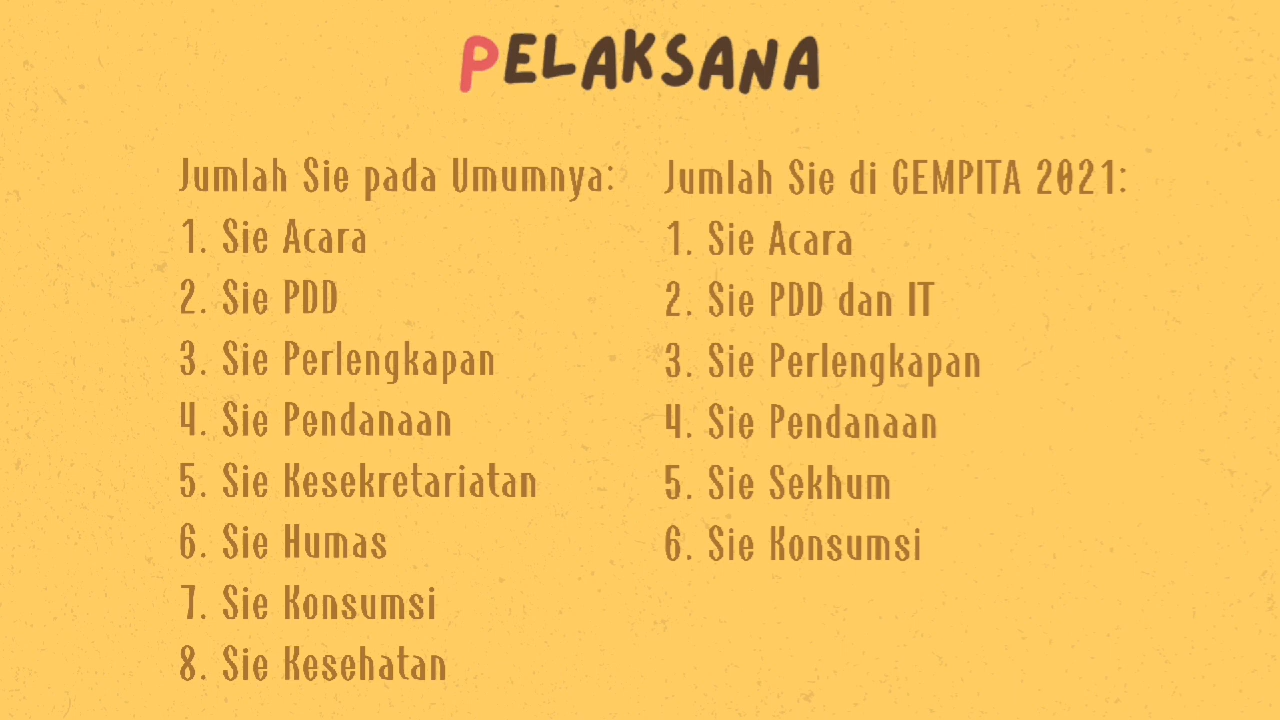 PELAKSANA
Jumlah Sie pada Umumnya:
1. Sie Acara
2. Sie PDD
3. Sie Perlengkapan
4. Sie Pendanaan
5. Sie Kesekretariatan
6. Sie Humas
7. Sie Konsumsi
8. Sie Kesehatan
Jumlah Sie di GEMPITA 2021:
1. Sie Acara
2. Sie PDD dan IT
3. Sie Perlengkapan
4. Sie Pendanaan
5. Sie Sekhum
6. Sie Konsumsi